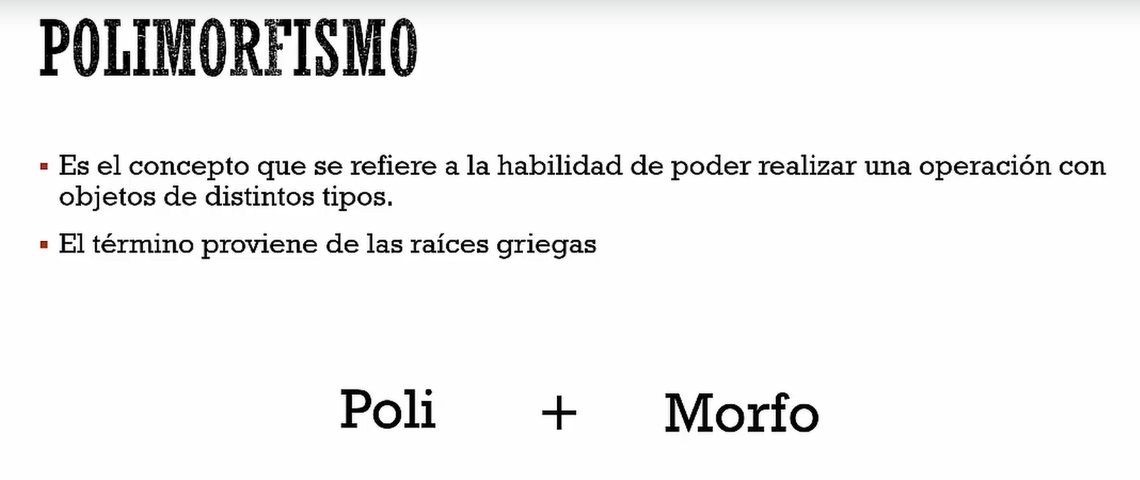 POLIMORFISMO
▪ Es el concepto que se refiere a la habilidad de poder realizar una operación con
objetos de distintos tipos.
▪ El término proviene de las raíces griegas
Poli + Morfo